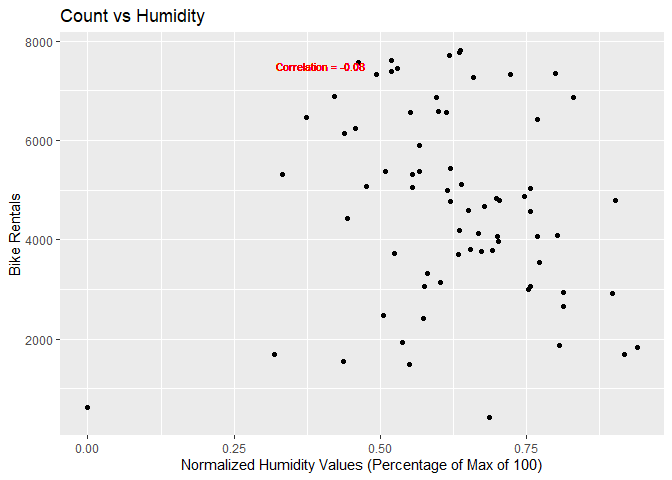 Count vs Humidity
8000
Correlation = -0.08
6000
Bike Rentals
4000
2000
0.00
0.25
0.50
0.75
Normalized Humidity Values (Percentage of Max of 100)